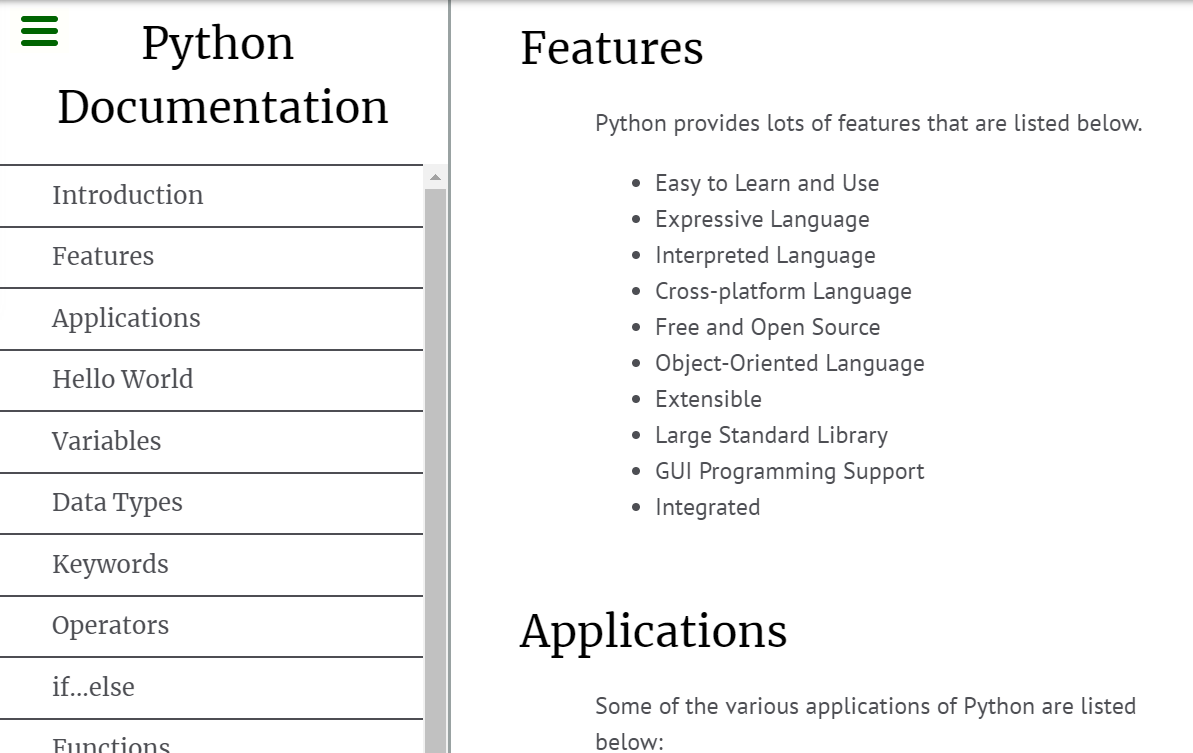 Python
Documentation
Introduction
Features
Applications
Hello World
Variables
Data Types
Keywords
Operators
if...else
Functions
Features
Python provides lots of features that are listed below.
Easy to Learn and Use
Expressive Language
Interpreted Language
Cross-platform Language
Free and Open Source
Object-Oriented Language
Extensible
Large Standard Library
GUI Programming Support
Integrated
Applications
Some of the various applications of Python are listed
below: